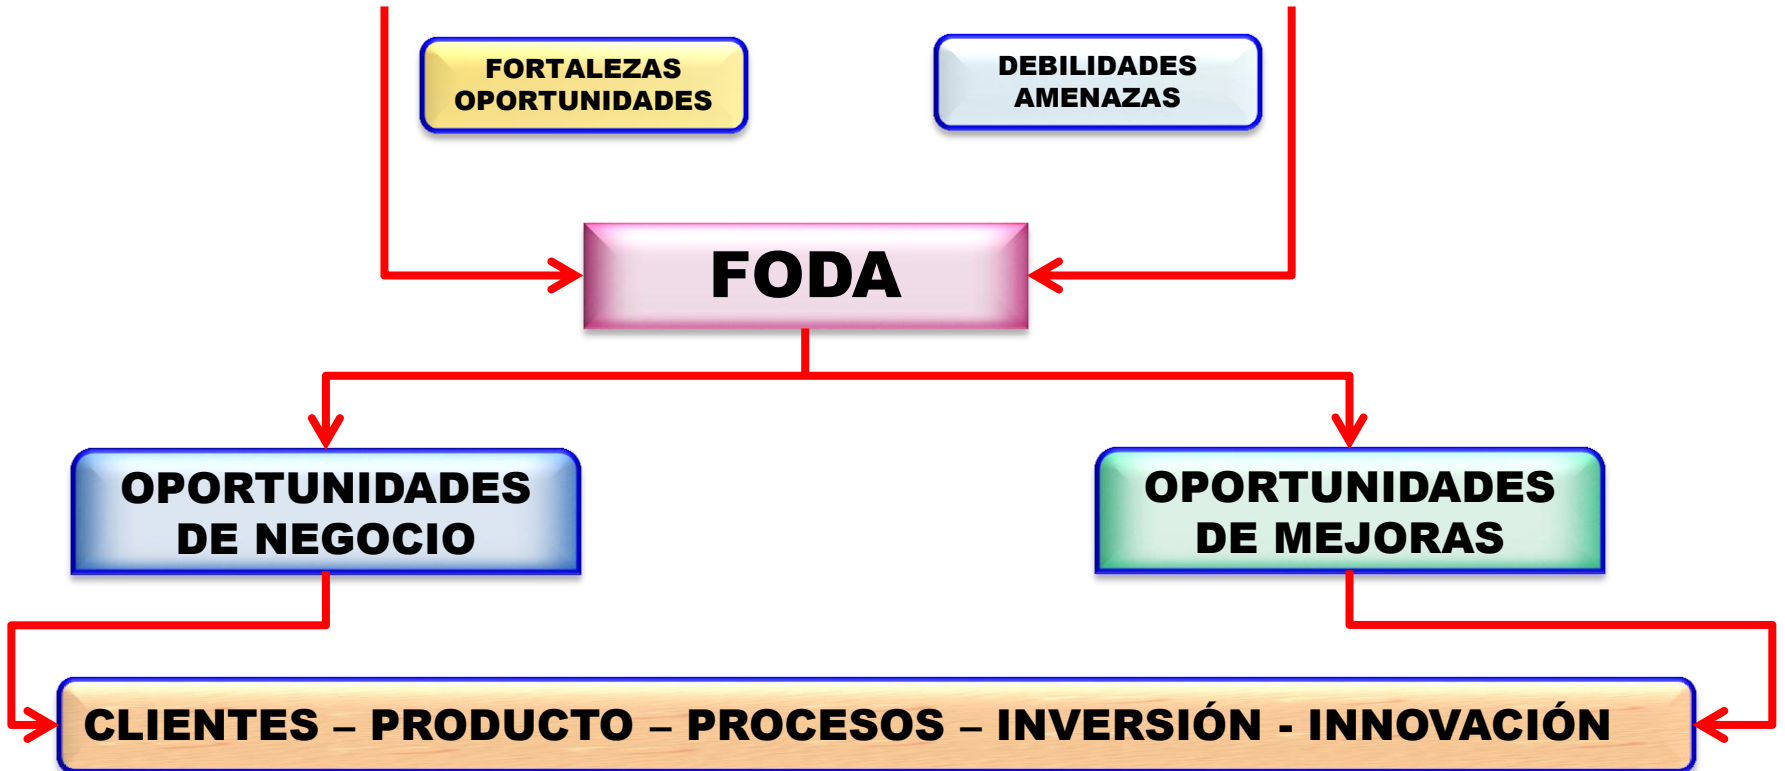 FORTALEZAS
OPORTUNIDADES
DEBILIDADES
AMENAZAS
FODA
OPORTUNIDADES
DE NEGOCIO
OPORTUNIDADES
DE MEJORAS
CLIENTES – PRODUCTO – PROCESOS – INVERSIÓN - INNOVACIÓN